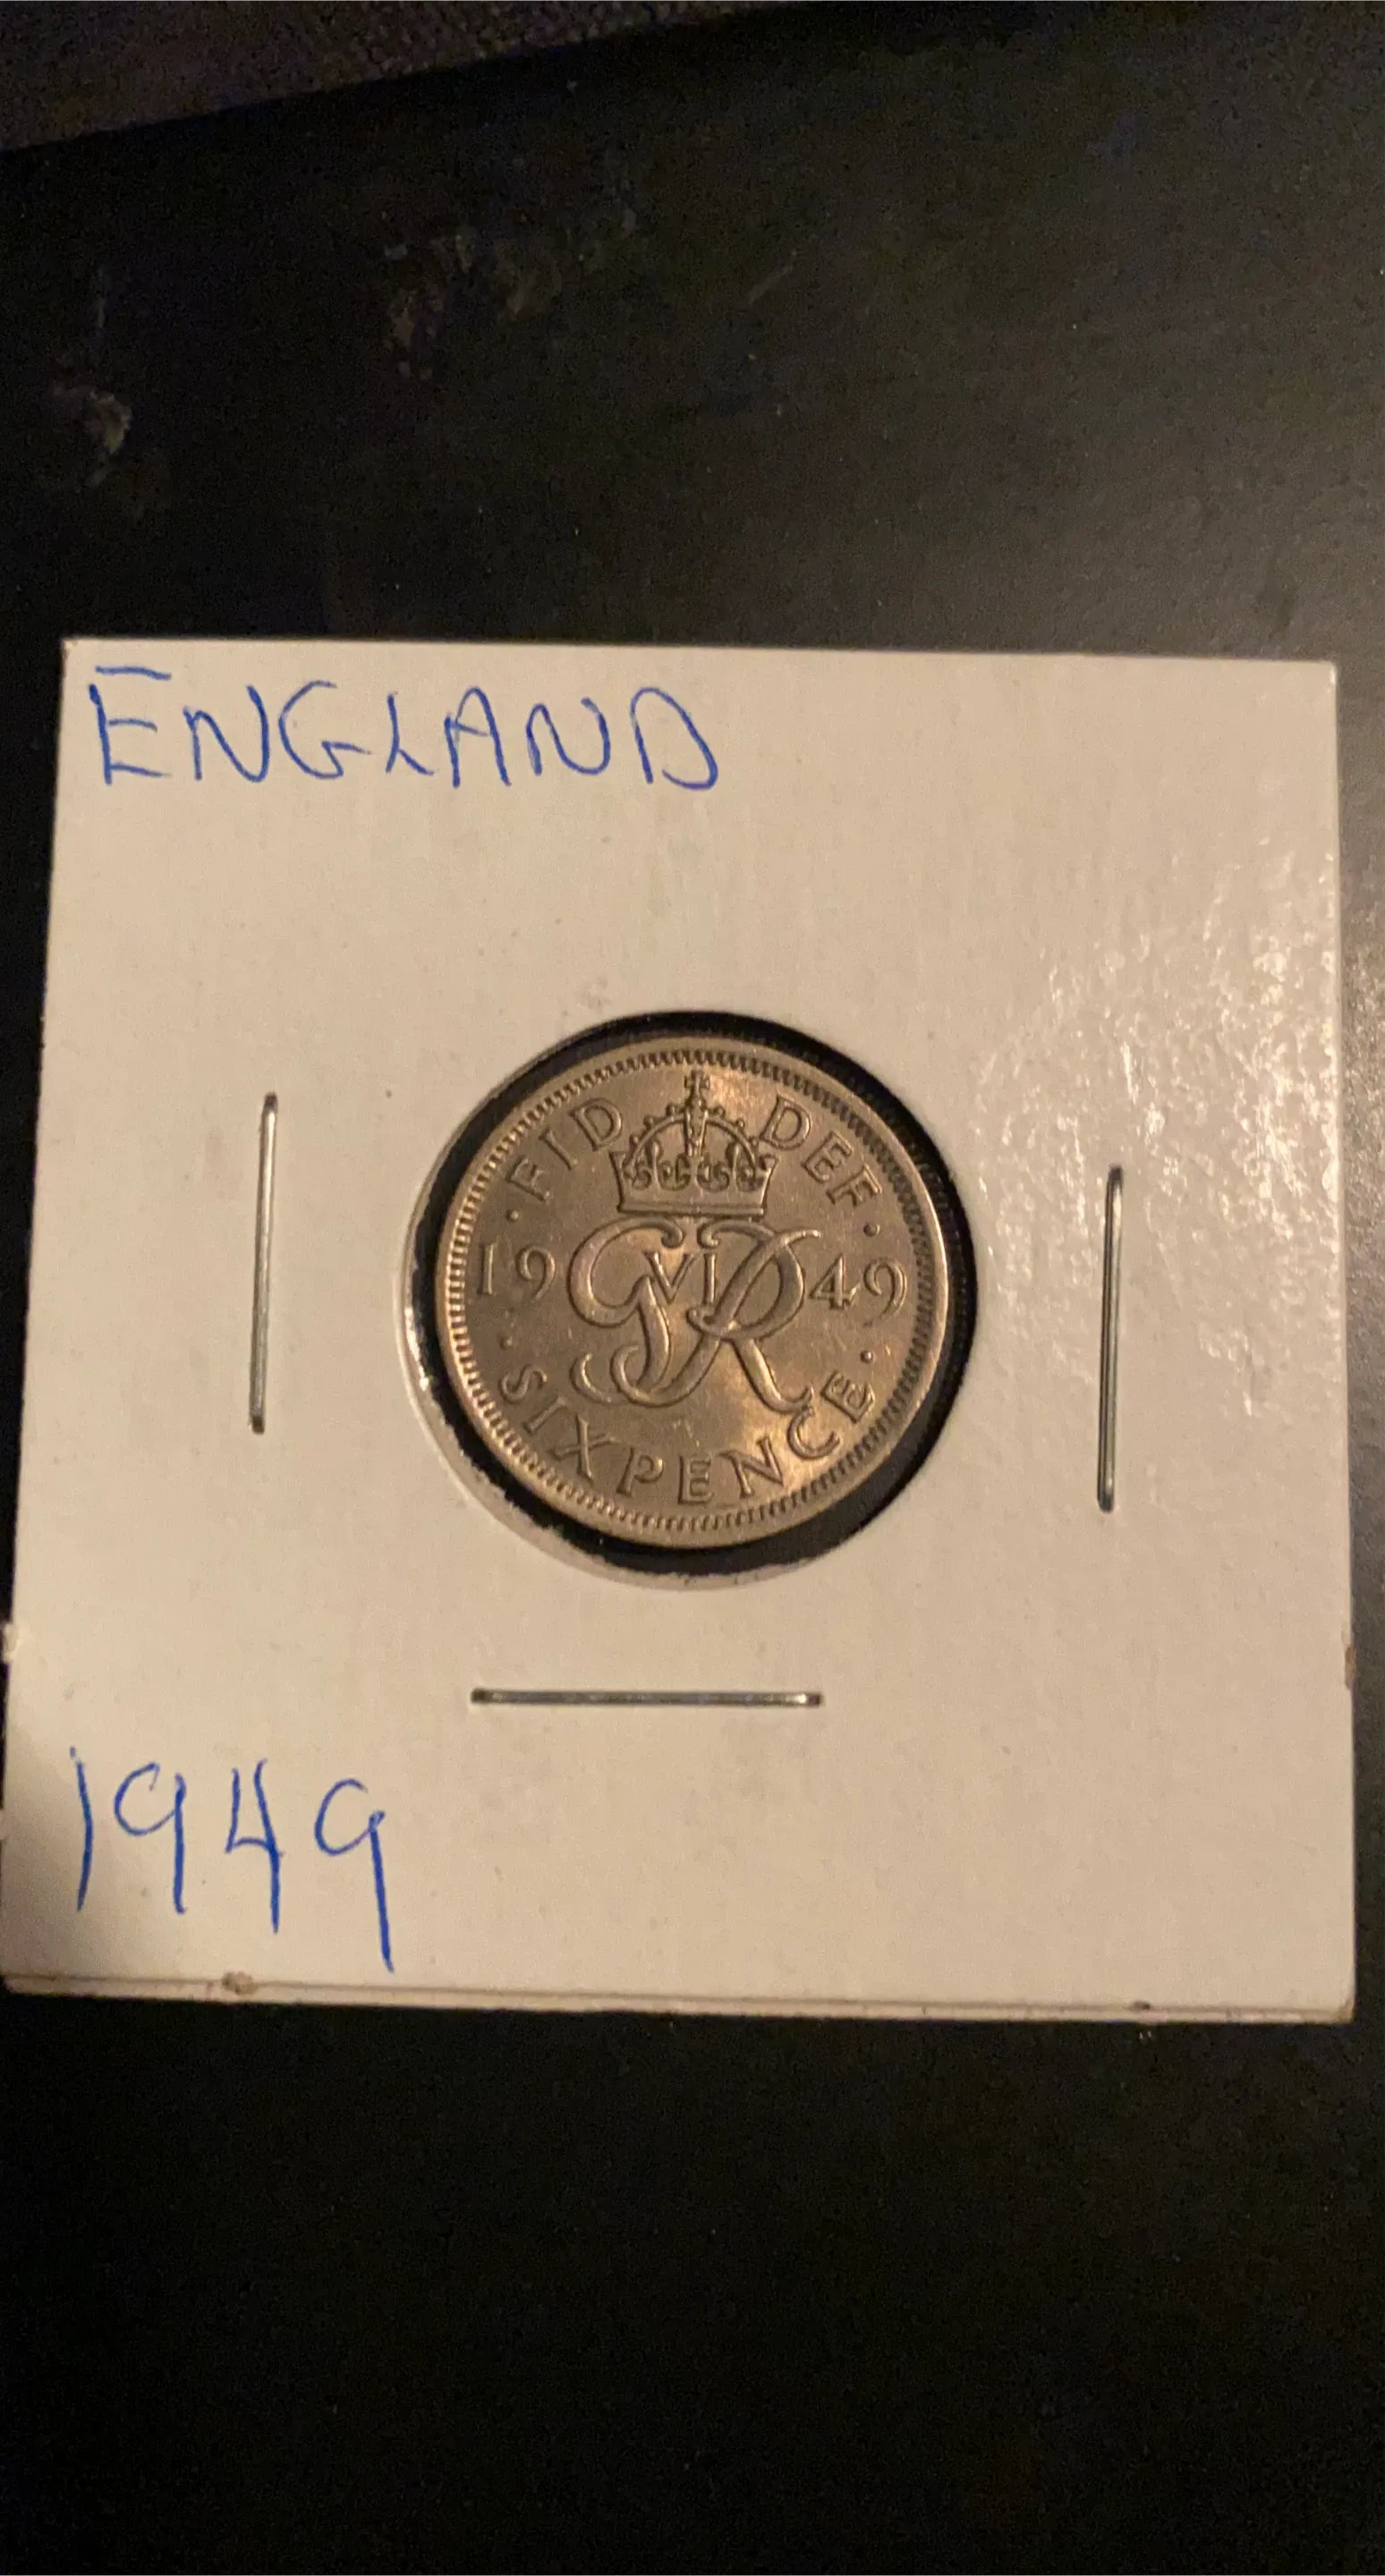 ENGLAND
· FID DEF ·
19 GVIR 49
· SIXPENCE ·
1949